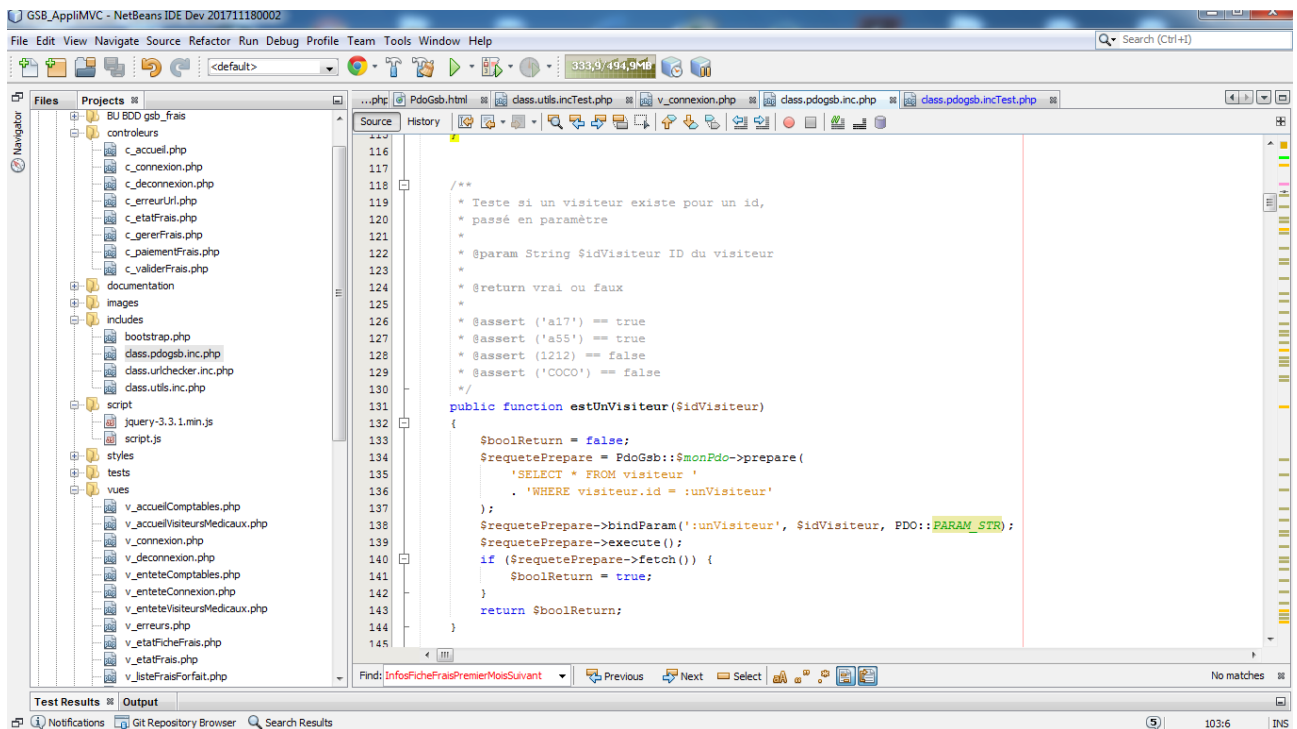 GSB_AppliMVC - NetBeans IDE Dev 201711180002
File Edit View Navigate Source Refactor Run Debug Profile Team Tools Window Help
Search (Ctrl+I)
<default>
333,9/494,9MB
Navigator
Files Projects
BU BDD gsb_frais
controleurs
c_accueil.php
c_connexion.php
c_deconnexion.php
c_erreurUrl.php
c_etatFrais.php
c_gererFrais.php
c_paiementFrais.php
c_validerFrais.php
documentation
images
includes
bootstrap.php
class.pdogsb.inc.php
class.urlchecker.inc.php
class.utils.inc.php
script
jquery-3.3.1.min.js
script.js
styles
tests
vues
v_accueilComptables.php
v_accueilVisiteursMedicaux.php
v_connexion.php
v_deconnexion.php
v_enteteComptables.php
v_enteteConnexion.php
v_enteteVisiteursMedicaux.php
v_erreurs.php
v_etatFicheFrais.php
v_etatFrais.php
v_listeFraisForfait.php
...php PdoGsb.html class.utils.incTest.php v_connexion.php class.pdogsb.inc.php class.pdogsb.incTest.php
Source History
115 }
116
117
118 /**
119 * Teste si un visiteur existe pour un id,
120 * passé en paramètre
121 *
122 * @param String $idVisiteur ID du visiteur
123 *
124 * @return vrai ou faux
125 *
126 * @assert ('a17') == true
127 * @assert ('a55') == true
128 * @assert (1212) == false
129 * @assert ('COCO') == false
130 */
131 public function estUnVisiteur($idVisiteur)
132 {
133 $boolReturn = false;
134 $requetePrepare = PdoGsb::$monPdo->prepare(
135 'SELECT * FROM visiteur '
136 . 'WHERE visiteur.id = :unVisiteur'
137 );
138 $requetePrepare->bindParam(':unVisiteur', $idVisiteur, PDO::PARAM_STR);
139 $requetePrepare->execute();
140 if ($requetePrepare->fetch()) {
141 $boolReturn = true;
142 }
143 return $boolReturn;
144 }
145
Find: InfosFicheFraisPremierMoisSuivant Previous Next Select No matches
Test Results Output
Notifications Git Repository Browser Search Results 5 103:6 INS